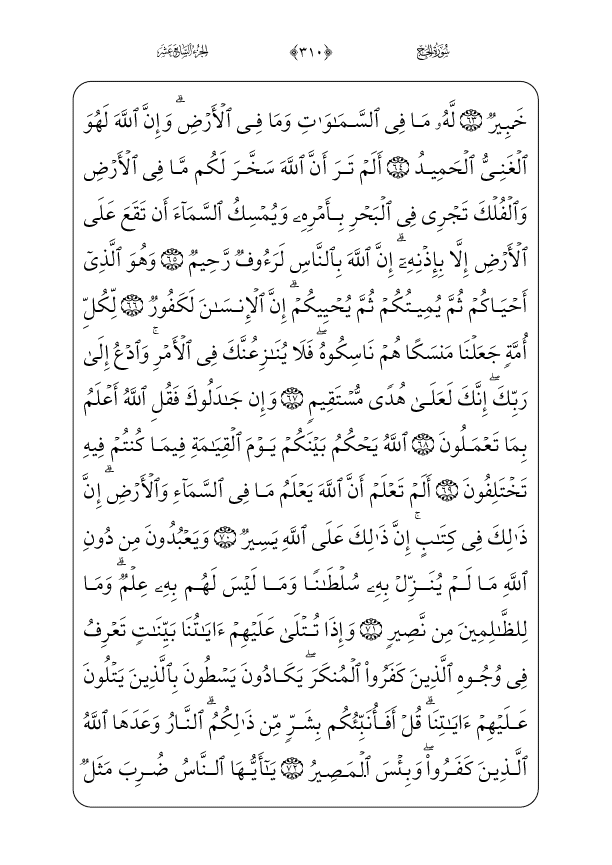 سُورَةُ الحَجّ ﴿٣١٠﴾ الجُزْءُ السَّابِعَ عَشَرَ
خَبِيرٌ ۝٦٣ لَّهُۥ مَا فِى ٱلسَّمَٰوَٰتِ وَمَا فِى ٱلۡأَرۡضِۗ وَإِنَّ ٱللَّهَ لَهُوَ
ٱلۡغَنِىُّ ٱلۡحَمِيدُ ۝٦٤ أَلَمۡ تَرَ أَنَّ ٱللَّهَ سَخَّرَ لَكُم مَّا فِى ٱلۡأَرۡضِ
وَٱلۡفُلۡكَ تَجۡرِى فِى ٱلۡبَحۡرِ بِأَمۡرِهِۦ وَيُمۡسِكُ ٱلسَّمَآءَ أَن تَقَعَ عَلَى
ٱلۡأَرۡضِ إِلَّا بِإِذۡنِهِۦٓۗ إِنَّ ٱللَّهَ بِٱلنَّاسِ لَرَءُوفٌ رَّحِيمٌ ۝٦٥ وَهُوَ ٱلَّذِىٓ
أَحۡيَاكُمۡ ثُمَّ يُمِيتُكُمۡ ثُمَّ يُحۡيِيكُمۡۗ إِنَّ ٱلۡإِنسَٰنَ لَكَفُورٌ ۝٦٦ لِّكُلِّ
أُمَّةٍ جَعَلۡنَا مَنسَكًا هُمۡ نَاسِكُوهُۖ فَلَا يُنَٰزِعُنَّكَ فِى ٱلۡأَمۡرِۚ وَٱدۡعُ إِلَىٰ
رَبِّكَۖ إِنَّكَ لَعَلَىٰ هُدًى مُّسۡتَقِيمٍ ۝٦٧ وَإِن جَٰدَلُوكَ فَقُلِ ٱللَّهُ أَعۡلَمُ
بِمَا تَعۡمَلُونَ ۝٦٨ ٱللَّهُ يَحۡكُمُ بَيۡنَكُمۡ يَوۡمَ ٱلۡقِيَٰمَةِ فِيمَا كُنتُمۡ فِيهِ
تَخۡتَلِفُونَ ۝٦٩ أَلَمۡ تَعۡلَمۡ أَنَّ ٱللَّهَ يَعۡلَمُ مَا فِى ٱلسَّمَآءِ وَٱلۡأَرۡضِۗ إِنَّ
ذَٰلِكَ فِى كِتَٰبٍۚ إِنَّ ذَٰلِكَ عَلَى ٱللَّهِ يَسِيرٌ ۝٧٠ وَيَعۡبُدُونَ مِن دُونِ
ٱللَّهِ مَا لَمۡ يُنَزِّلۡ بِهِۦ سُلۡطَٰنًا وَمَا لَيۡسَ لَهُم بِهِۦ عِلۡمٌۗ وَمَا
لِلظَّٰلِمِينَ مِن نَّصِيرٍ ۝٧١ وَإِذَا تُتۡلَىٰ عَلَيۡهِمۡ ءَايَٰتُنَا بَيِّنَٰتٍ تَعۡرِفُ
فِى وُجُوهِ ٱلَّذِينَ كَفَرُوا۟ ٱلۡمُنكَرَۖ يَكَادُونَ يَسۡطُونَ بِٱلَّذِينَ يَتۡلُونَ
عَلَيۡهِمۡ ءَايَٰتِنَاۗ قُلۡ أَفَأُنَبِّئُكُم بِشَرٍّ مِّن ذَٰلِكُمُۗ ٱلنَّارُ وَعَدَهَا ٱللَّهُ
ٱلَّذِينَ كَفَرُوا۟ۖ وَبِئۡسَ ٱلۡمَصِيرُ ۝٧٢ يَٰٓأَيُّهَا ٱلنَّاسُ ضُرِبَ مَثَلٌ